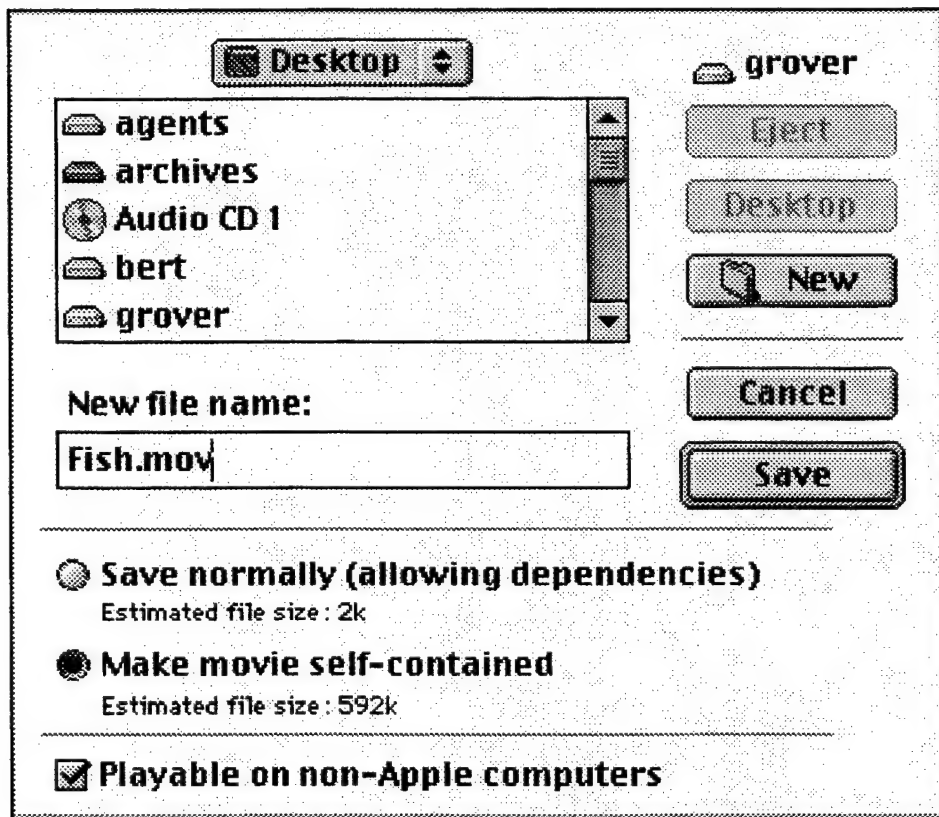 Desktop
grover
agents
archives
Audio CD 1
bert
grover
Eject
Desktop
New
New file name:
Fish.mov
Cancel
Save
Save normally (allowing dependencies)
Estimated file size: 2k
Make movie self-contained
Estimated file size: 592k
Playable on non-Apple computers